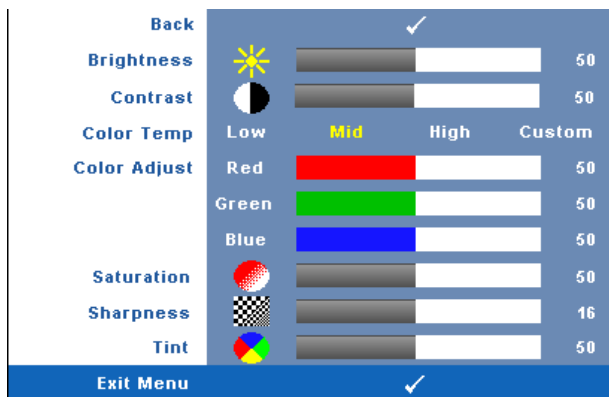 Back
Brightness 50
Contrast 50
Color Temp Low Mid High Custom
Color Adjust Red 50
Green 50
Blue 50
Saturation 50
Sharpness 16
Tint 50
Exit Menu